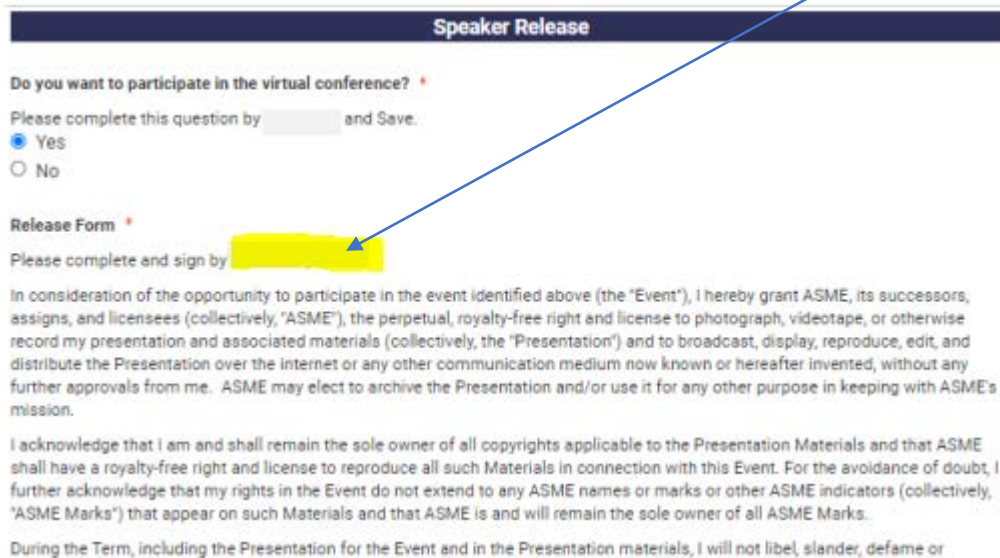 Speaker Release
Do you want to participate in the virtual conference? *
Please complete this question by and Save.
Yes
No
Release Form *
Please complete and sign by
In consideration of the opportunity to participate in the event identified above (the "Event"), I hereby grant ASME, its successors,
assigns, and licensees (collectively, "ASME"), the perpetual, royalty-free right and license to photograph, videotape, or otherwise
record my presentation and associated materials (collectively, the "Presentation") and to broadcast, display, reproduce, edit, and
distribute the Presentation over the internet or any other communication medium now known or hereafter invented, without any
further approvals from me. ASME may elect to archive the Presentation and/or use it for any other purpose in keeping with ASME's
mission.
I acknowledge that I am and shall remain the sole owner of all copyrights applicable to the Presentation Materials and that ASME
shall have a royalty-free right and license to reproduce all such Materials in connection with this Event. For the avoidance of doubt, I
further acknowledge that my rights in the Event do not extend to any ASME names or marks or other ASME indicators (collectively,
"ASME Marks") that appear on such Materials and that ASME is and will remain the sole owner of all ASME Marks.
During the Term, including the Presentation for the Event and in the Presentation materials, I will not libel, slander, defame or